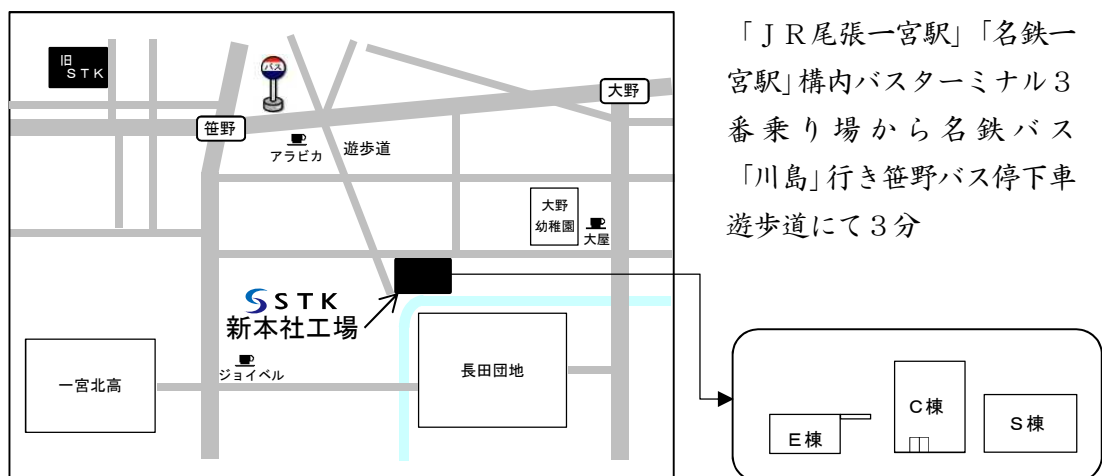 旧
STK
バス
笹野
大野
アラビカ
遊歩道
大野
幼稚園
大屋
STK
新本社工場
一宮北高
ジョイベル
長田団地
「ＪＲ尾張一宮駅」「名鉄一
宮駅」構内バスターミナル３
番乗り場から名鉄バス
「川島」行き笹野バス停下車
遊歩道にて３分
E棟
C棟
S棟